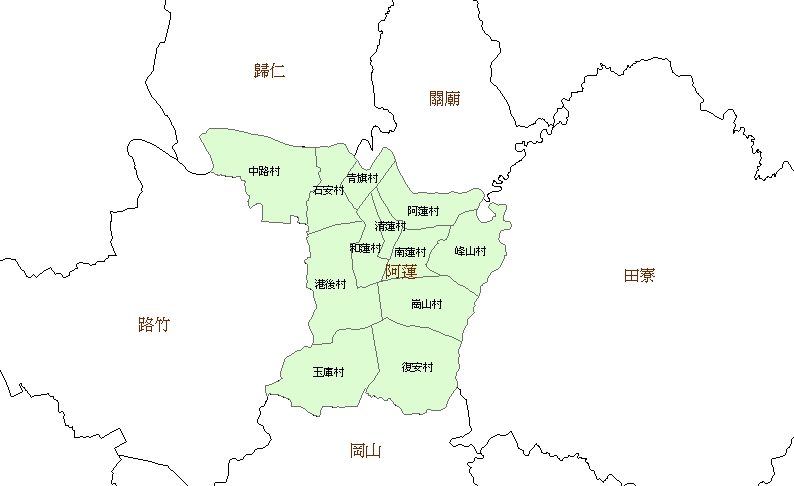 歸仁
關廟
中路村
青旗村
石安村
阿蓮村
清蓮村
和蓮村
南蓮村
峰山村
阿蓮
田寮
港後村
崗山村
路竹
玉庫村
復安村
岡山